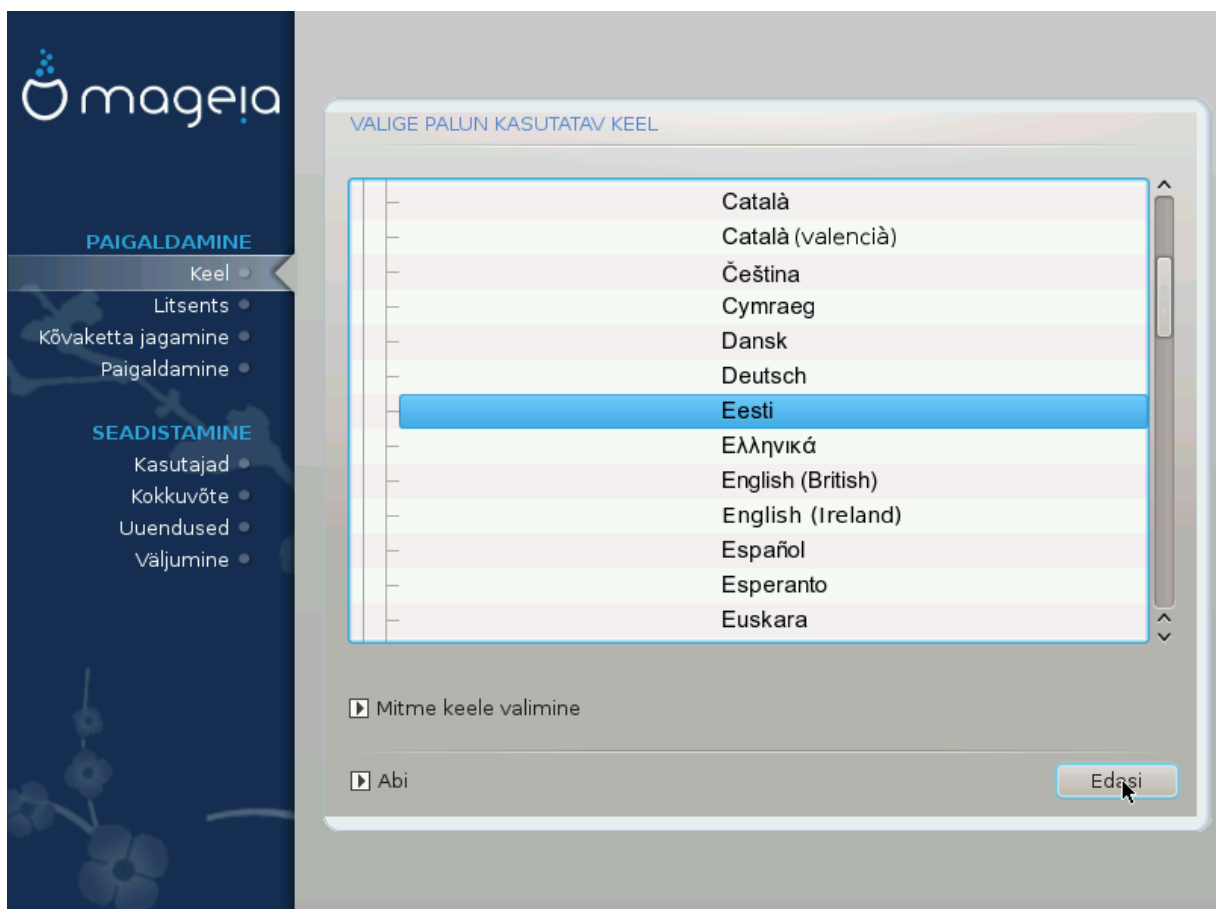 mageia
PAIGALDAMINE
Keel
Litsents
Kõvaketta jagamine
Paigaldamine
SEADISTAMINE
Kasutajad
Kokkuvõte
Uuendused
Väljumine
VALIGE PALUN KASUTATAV KEEL
Català
Català (valencià)
Čeština
Cymraeg
Dansk
Deutsch
Eesti
Ελληνικά
English (British)
English (Ireland)
Español
Esperanto
Euskara
Mitme keele valimine
Abi
Edasi